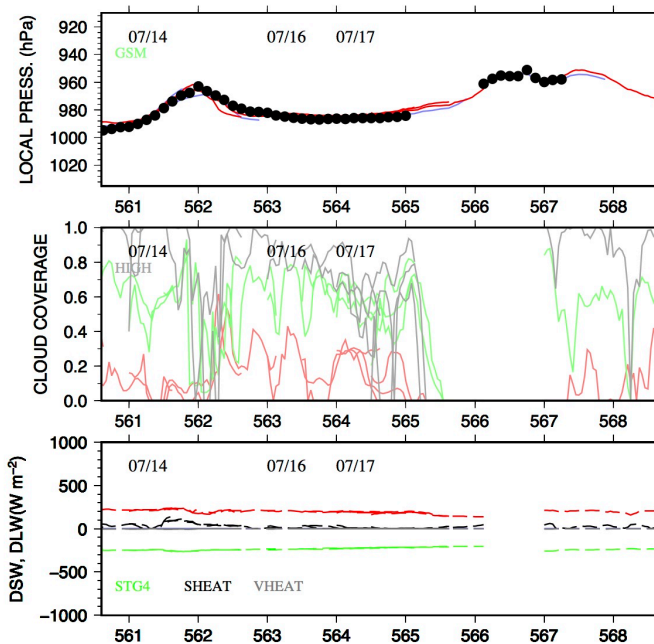 920
940
960
980
1000
1020
LOCAL PRESS. (hPa)
07/14 07/16 07/17
GSM
561 562 563 564 565 566 567 568
1.0
0.8
0.6
0.4
0.2
0.0
CLOUD COVERAGE
07/14 07/16 07/17
HIGH
561 562 563 564 565 566 567 568
1000
500
0
−500
−1000
DSW, DLW(W m−2)
07/14 07/16 07/17
STG4 SHEAT VHEAT
561 562 563 564 565 566 567 568